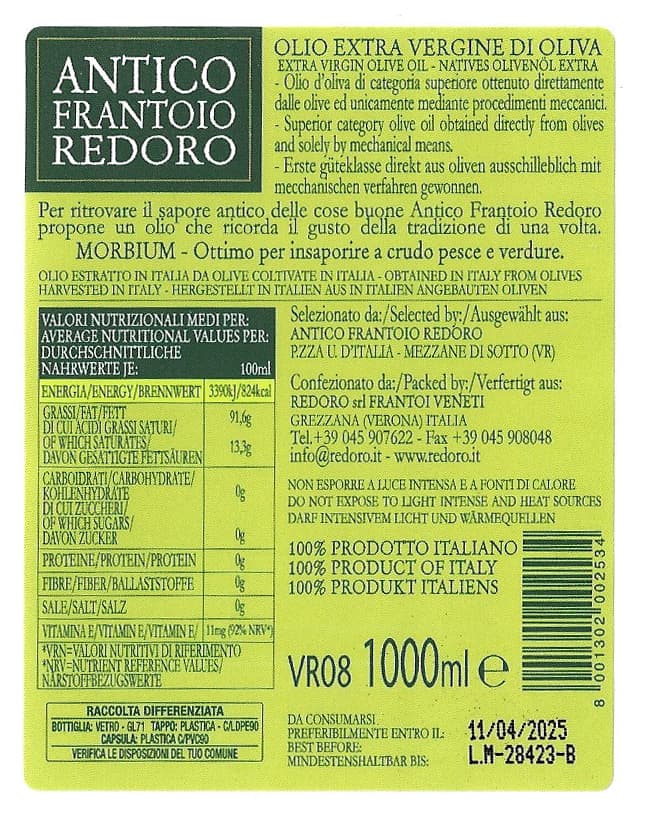 ANTICO
FRANTOIO
REDORO
OLIO EXTRA VERGINE DI OLIVA
EXTRA VIRGIN OLIVE OIL - NATIVES OLIVENÖL EXTRA
- Olio d'oliva di categoria superiore ottenuto direttamente
dalle olive ed unicamente mediante procedimenti meccanici.
- Superior category olive oil obtained directly from olives
and solely by mechanical means.
- Erste güteklasse direkt aus oliven ausschilleblich mit
mecchanischen verfahren gewonnen.
Per ritrovare il sapore antico delle cose buone Antico Frantoio Redoro
propone un olio che ricorda il gusto della tradizione di una volta.
MORBIUM - Ottimo per insaporire a crudo pesce e verdure.
OLIO ESTRATTO IN ITALIA DA OLIVE COLTIVATE IN ITALIA - OBTAINED IN ITALY FROM OLIVES
HARVESTED IN ITALY - HERGESTELLT IN ITALIEN AUS IN ITALIEN ANGEBAUTEN OLIVEN
VALORI NUTRIZIONALI MEDI PER:
AVERAGE NUTRITIONAL VALUES PER:
DURCHSCHNITTLICHE
NAHRWERTE JE: 100ml
ENERGIA/ENERGY/BRENNWERT 3390kJ/824kcal
GRASSI/FAT/FETT 91,6g
DI CUI ACIDI GRASSI SATURI/
OF WHICH SATURATES/ 13,3g
DAVON GESATTIGTE FETTSÄUREN
CARBOIDRATI/CARBOHYDRATE/
KOHLENHYDRATE 0g
DI CUI ZUCCHERI/
OF WHICH SUGARS/
DAVON ZUCKER 0g
PROTEINE/PROTEIN/PROTEIN 0g
FIBRE/FIBER/BALLASTSTOFFE 0g
SALE/SALT/SALZ 0g
VITAMINA E/VITAMIN E/VITAMIN E/ 11mg (92% NRV*)
*VRN=VALORI NUTRITIVI DI RIFERIMENTO
*NRV=NUTRIENT REFERENCE VALUES/
NÄRSTOFFBEZUGSWERTE
RACCOLTA DIFFERENZIATA
BOTTIGLIA: VETRO - GL71 TAPPO: PLASTICA - C/LDPE90
CAPSULA: PLASTICA C/PVC90
VERIFICA LE DISPOSIZIONI DEL TUO COMUNE
Selezionato da:/Selected by:/Ausgewählt aus:
ANTICO FRANTOIO REDORO
P.ZZA U. D'ITALIA - MEZZANE DI SOTTO (VR)
Confezionato da:/Packed by:/Verfertigt aus:
REDORO srl FRANTOI VENETI
GREZZANA (VERONA) ITALIA
Tel.+39 045 907622 - Fax +39 045 908048
info@redoro.it - www.redoro.it
NON ESPORRE A LUCE INTENSA E A FONTI DI CALORE
DO NOT EXPOSE TO LIGHT INTENSE AND HEAT SOURCES
DARF INTENSIVEM LICHT UND WÄRMEQUELLEN
100% PRODOTTO ITALIANO
100% PRODUCT OF ITALY
100% PRODUKT ITALIENS
8 001302 002534
VR08 1000ml e
DA CONSUMARSI
PREFERIBILMENTE ENTRO IL:
BEST BEFORE:
MINDESTENSHALTBAR BIS:
11/04/2025
L.M-28423-B